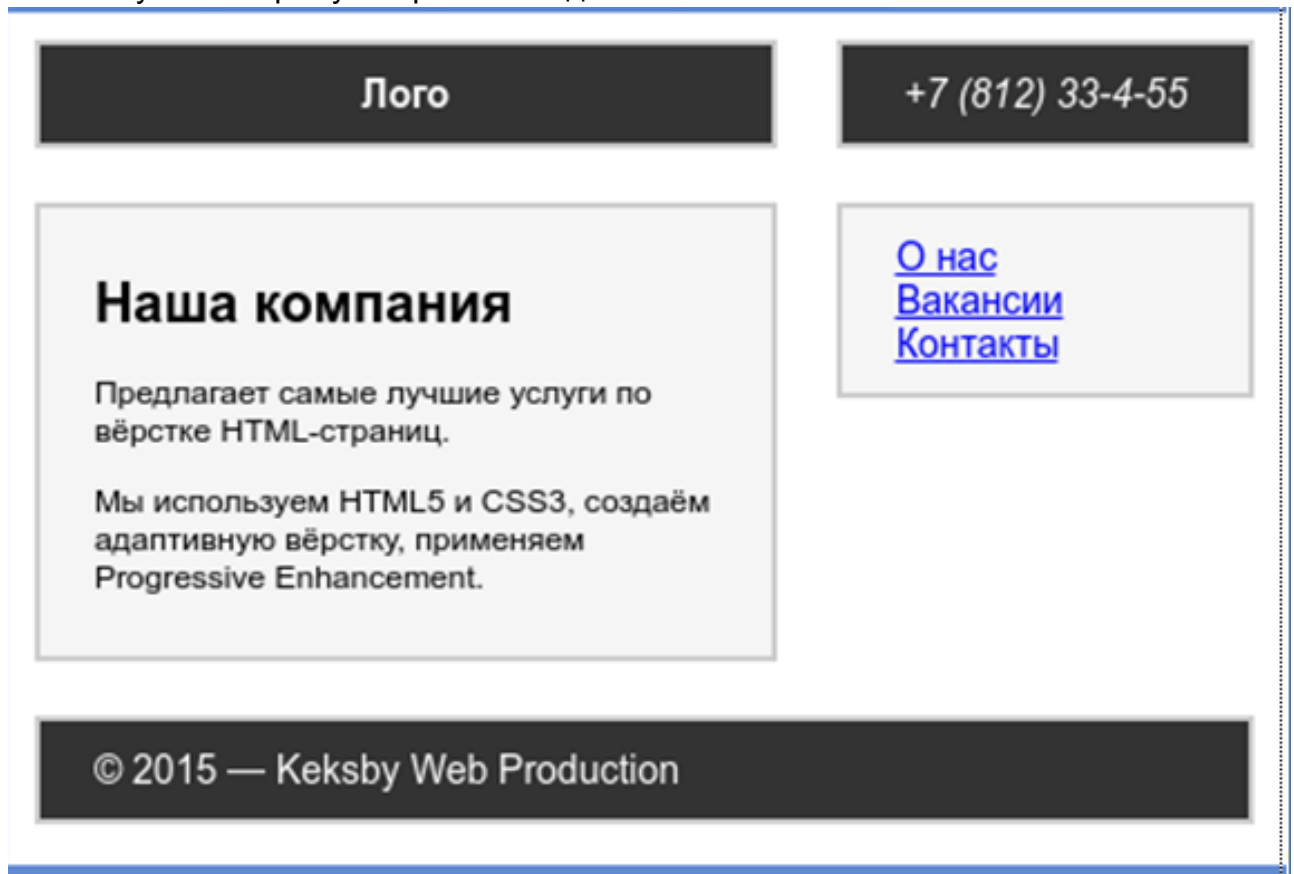 Лого
+7 (812) 33-4-55
Наша компания
Предлагает самые лучшие услуги по
вёрстке HTML-страниц.
Мы используем HTML5 и CSS3, создаём
адаптивную вёрстку, применяем
Progressive Enhancement.
О нас
Вакансии
Контакты
© 2015 — Keksby Web Production